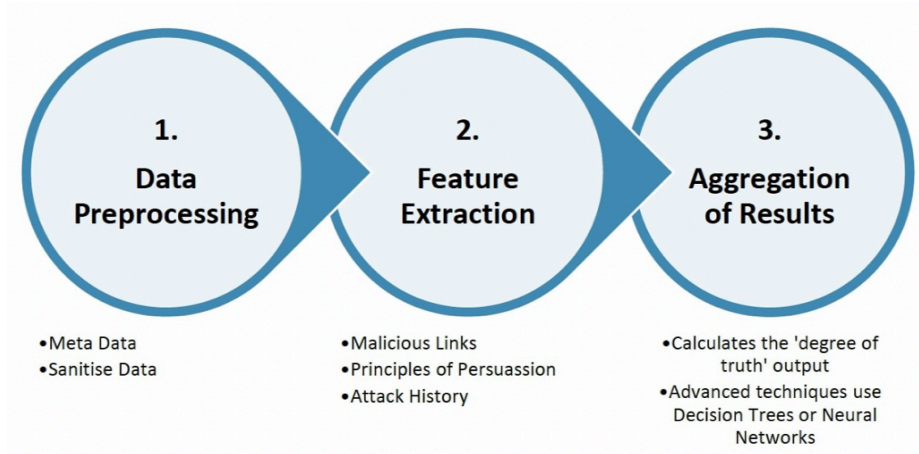 1.
Data
Preprocessing
•Meta Data
•Sanitise Data
2.
Feature
Extraction
•Malicious Links
•Principles of Persuassion
•Attack History
3.
Aggregation
of Results
•Calculates the 'degree of
truth' output
•Advanced techniques use
Decision Trees or Neural
Networks